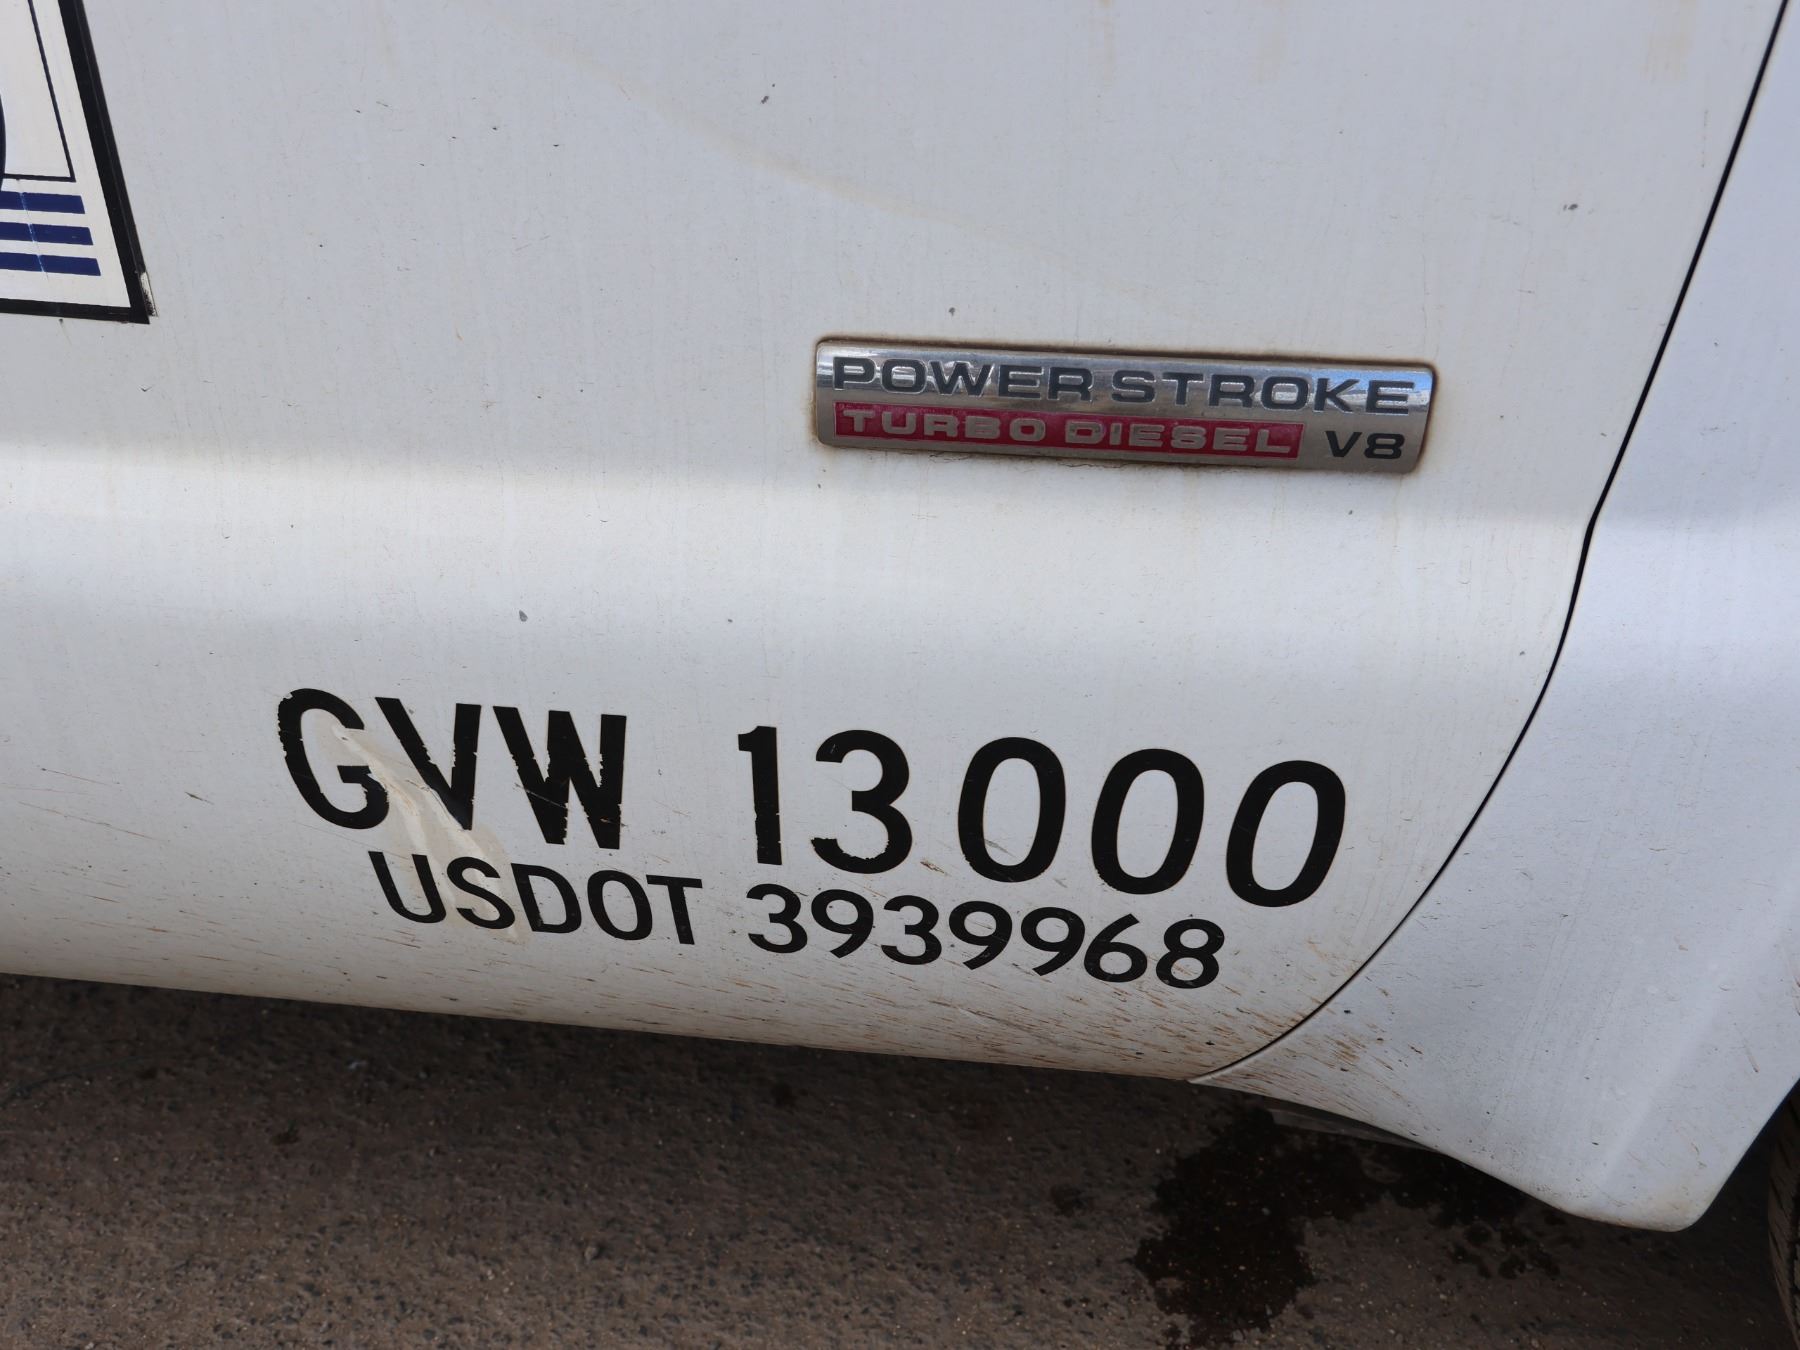 POWER STROKE
TURBO DIESEL V8
GVW 13000
USDOT 3939968